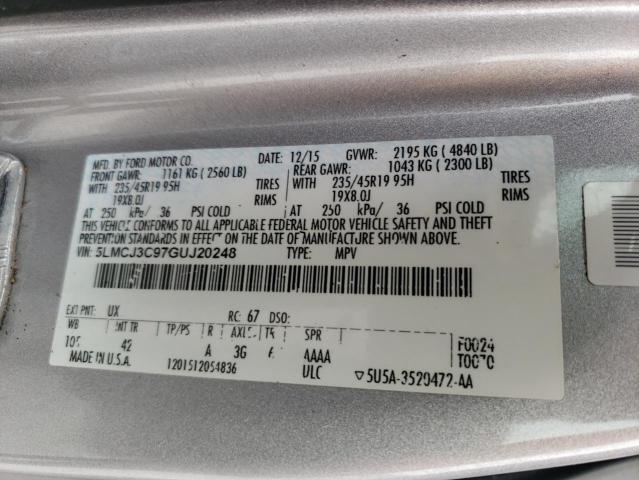 MFD. BY FORD MOTOR CO.
DATE: 12/15 GVWR: 2195 KG ( 4840 LB)
FRONT GAWR: 1161 KG ( 2560 LB)
REAR GAWR: 1043 KG ( 2300 LB)
WITH 235/45R19 95H TIRES
WITH 235/45R19 95H TIRES
19X8.0J RIMS
19X8.0J RIMS
AT 250 kPa/ 36 PSI COLD
AT 250 kPa/ 36 PSI COLD
THIS VEHICLE CONFORMS TO ALL APPLICABLE FEDERAL MOTOR VEHICLE SAFETY AND THEFT
PREVENTION STANDARDS IN EFFECT ON THE DATE OF MANUFACTURE SHOWN ABOVE.
VIN: 5LMCJ3C97GUJ20248 TYPE: MPV
EXT PNT: UX RC: 67 DSO:
WB TP/PS R SPR
42 A 3G AAAA
F0024
T0070
MADE IN U.S.A. 1201512054836 ULC
5U5A-3520472-AA